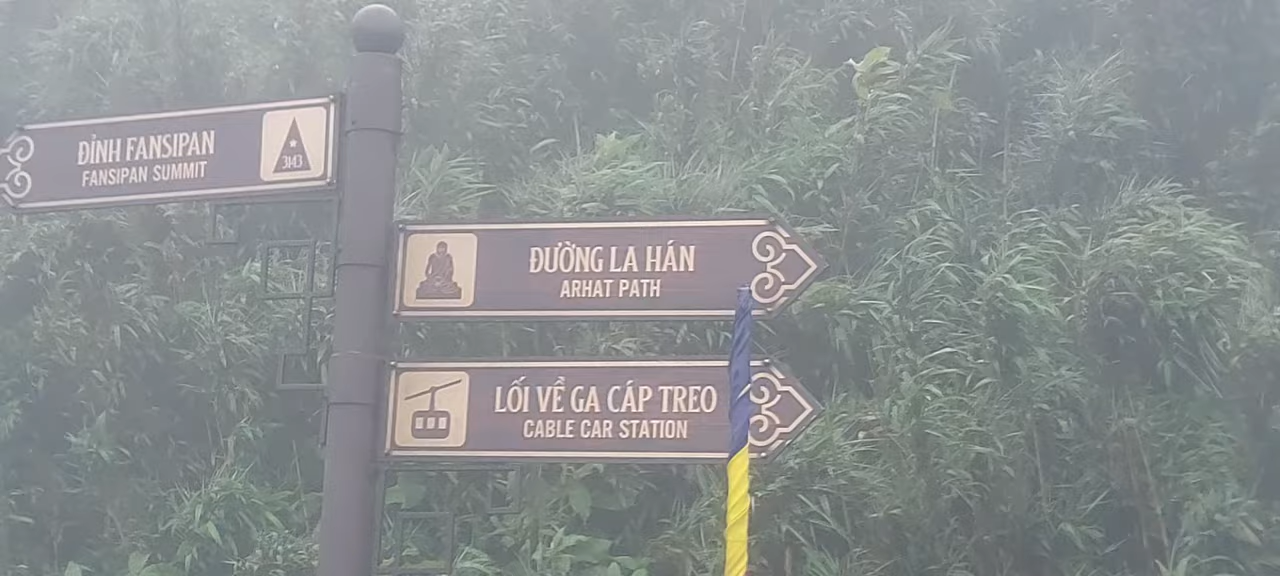 ĐỈNH FANSIPAN
FANSIPAN SUMMIT
3143
ĐƯỜNG LA HÁN
ARHAT PATH
LỐI VỀ GA CÁP TREO
CABLE CAR STATION